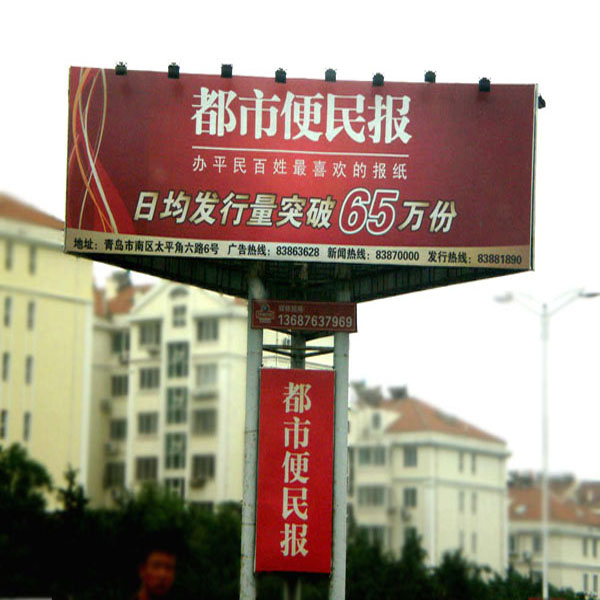 都市便民报
办平民百姓最喜欢的报纸
日均发行量突破65万份
地址：青岛市南区太平角六路6号 广告热线：83863628 新闻热线：83870000 发行热线：83881890
13687637969
都市便民报